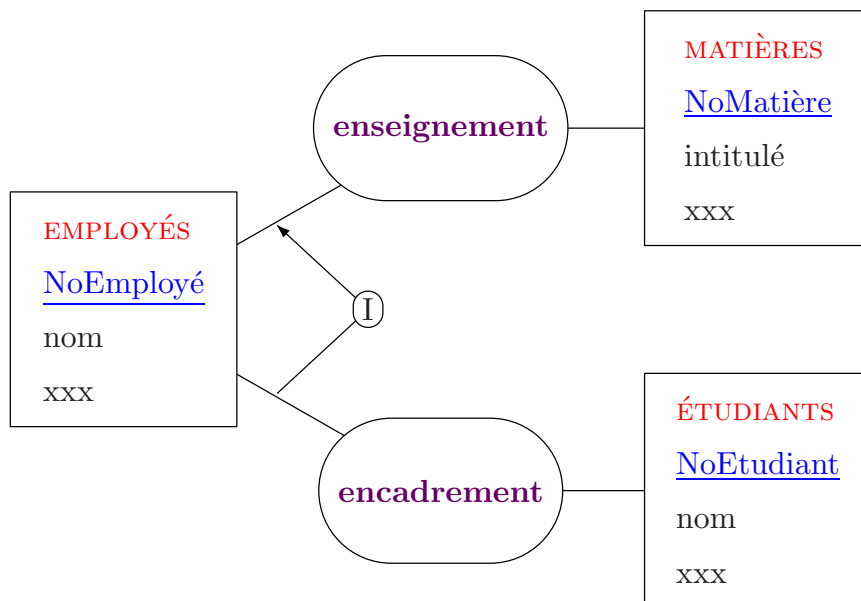 MATIÈRES
NoMatière
intitulé
xxx
enseignement
EMPLOYÉS
NoEmployé
nom
xxx
I
encadrement
ÉTUDIANTS
NoEtudiant
nom
xxx